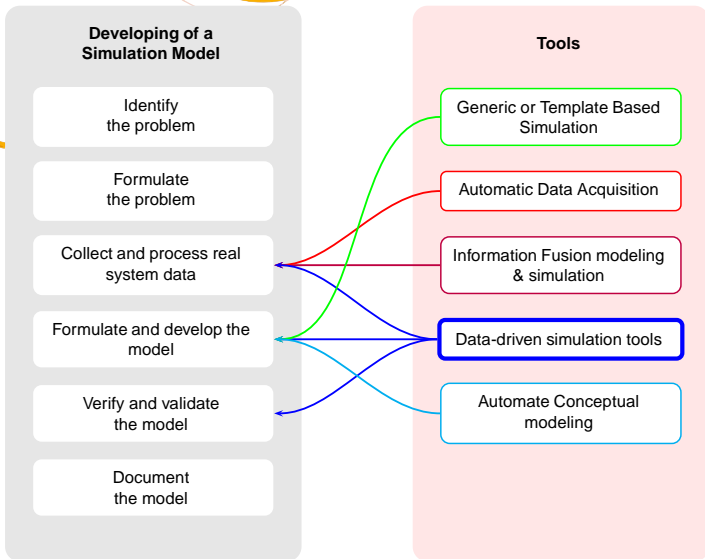 Developing of a
Simulation Model
Identify
the problem
Formulate
the problem
Collect and process real
system data
Formulate and develop the
model
Verify and validate
the model
Document
the model
Tools
Generic or Template Based
Simulation
Automatic Data Acquisition
Information Fusion modeling
& simulation
Data-driven simulation tools
Automate Conceptual
modeling